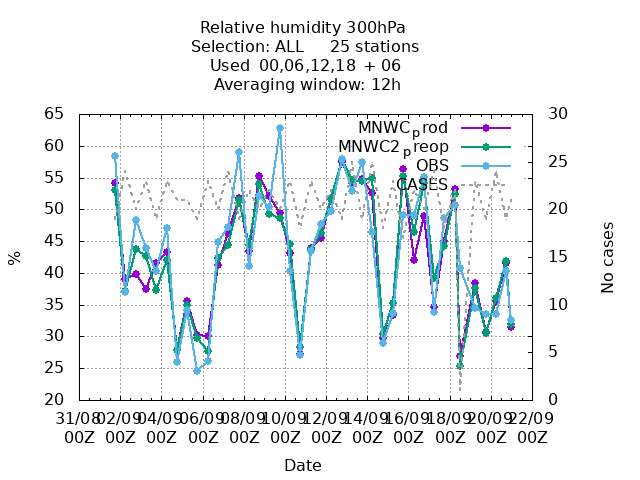 Relative humidity 300hPa
Selection: ALL 25 stations
Used 00,06,12,18 + 06
Averaging window: 12h
MNWCprod
MNWC2preop
OBS
CASES
65
60
55
50
45
40
35
30
25
20
30
25
20
15
10
5
0
%
No cases
31/08 02/09 04/09 06/09 08/09 10/09 12/09 14/09 16/09 18/09 20/09 22/09
00Z 00Z 00Z 00Z 00Z 00Z 00Z 00Z 00Z 00Z 00Z 00Z
Date